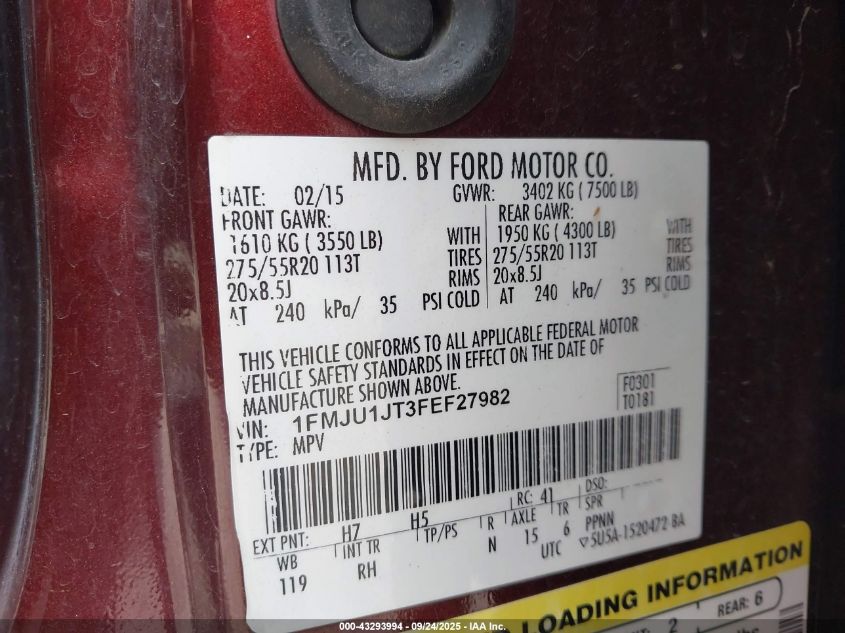 MFD. BY FORD MOTOR CO.
DATE: 02/15 GVWR: 3402 KG ( 7500 LB)
FRONT GAWR: REAR GAWR:
1610 KG ( 3550 LB) WITH 1950 KG ( 4300 LB) WITH
275/55R20 113T TIRES 275/55R20 113T TIRES
20x8.5J RIMS 20x8.5J RIMS
AT 240 kPa/ 35 PSI COLD AT 240 kPa/ 35 PSI COLD
THIS VEHICLE CONFORMS TO ALL APPLICABLE FEDERAL MOTOR
VEHICLE SAFETY STANDARDS IN EFFECT ON THE DATE OF
MANUFACTURE SHOWN ABOVE.
F0301
T0181
VIN: 1FMJU1JT3FEF27982
TYPE: MPV
RC: 41 DSO:
EXT PNT: H7 H5
WB INT TR TP/PS R AXLE TR SPR
119 RH N 15 6 PPNN
UTC ▽5U5A-1520472-BA
LOADING INFORMATION
2 REAR: 6
000-43293994 - 09/24/2025 - IAA, Inc.